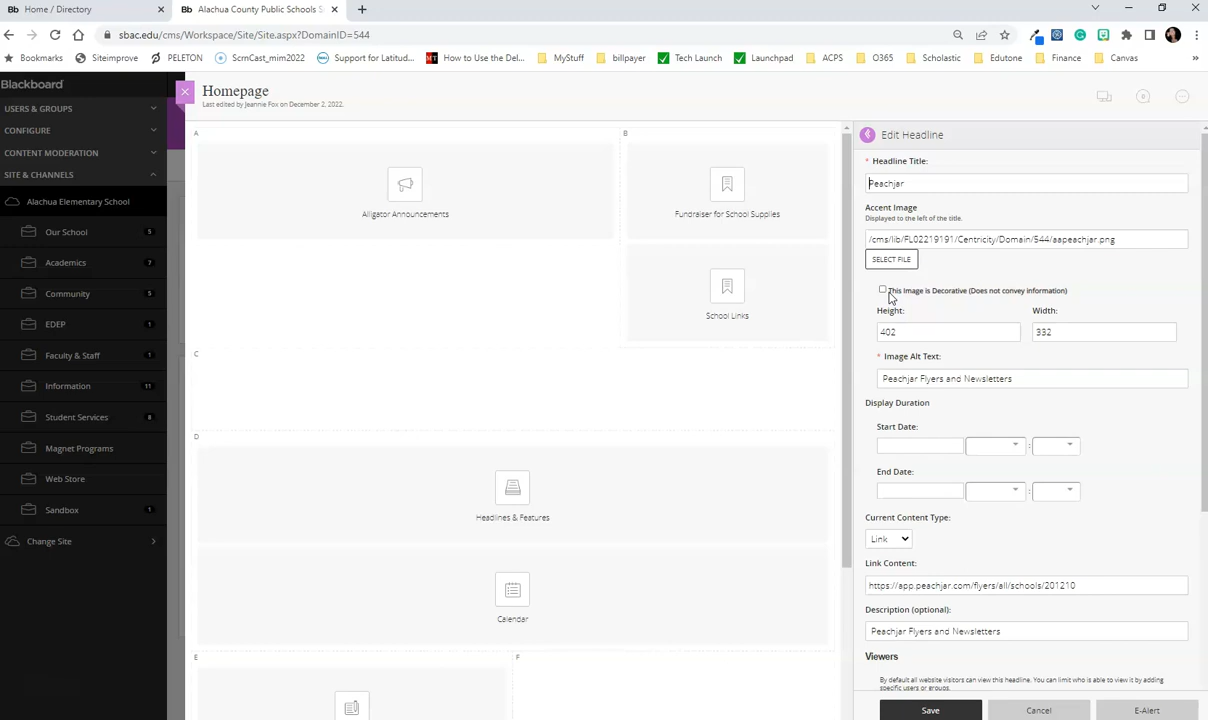 Bb Home / Directory
Bb Alachua County Public Schools S
sbac.edu/cms/Workspace/Site/Site.aspx?DomainID=544
Bookmarks
Siteimprove
PELETON
ScrnCast_mim2022
Support for Latitud...
How to Use the Del...
MyStuff
billpayer
Tech Launch
Launchpad
ACPS
O365
Scholastic
Edutone
Finance
Canvas
Blackboard
USERS & GROUPS
CONFIGURE
CONTENT MODERATION
SITE & CHANNELS
Alachua Elementary School
Our School 5
Academics 7
Community 5
EDEP 1
Faculty & Staff 1
Information 11
Student Services 8
Magnet Programs
Web Store
Sandbox 1
Change Site
Homepage
Last edited by Jeannie Fox on December 2, 2022.
A
Alligator Announcements
B
Fundraiser for School Supplies
School Links
C
D
Headlines & Features
Calendar
E
F
Edit Headline
* Headline Title:
Peachjar
Accent Image
Displayed to the left of the title.
/cms/lib/FL02219191/Centricity/Domain/544/aapeachjar.png
SELECT FILE
This Image is Decorative (Does not convey information)
Height: Width:
402 332
* Image Alt Text:
Peachjar Flyers and Newsletters
Display Duration
Start Date:
:
End Date:
:
Current Content Type:
Link
Link Content:
https://app.peachjar.com/flyers/all/schools/201210
Description (optional):
Peachjar Flyers and Newsletters
Viewers
By default all website visitors can view this headline. You can limit who is able to view it by adding
specific users or groups.
Save Cancel E-Alert